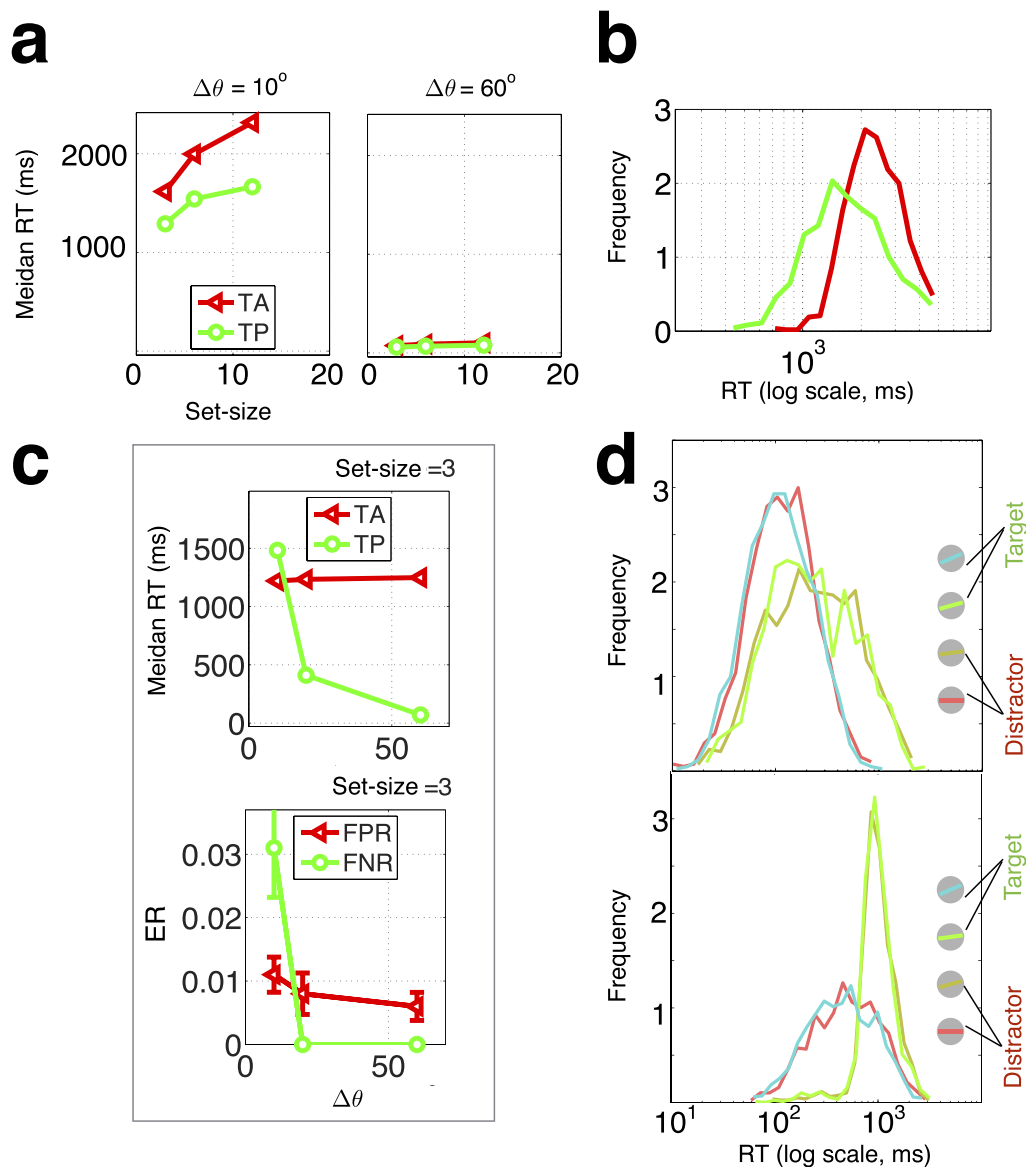 a
Δθ = 10°
Δθ = 60°
Meidan RT (ms)
2000
1000
TA
TP
0
10
20
0
10
20
Set-size
b
Frequency
3
2
1
0
10³
RT (log scale, ms)
c
Set-size =3
Meidan RT (ms)
1500
1000
500
0
TA
TP
0
50
Set-size =3
ER
0.03
0.02
0.01
0
FPR
FNR
0
50
Δθ
d
Frequency
3
2
1
Target
Distractor
Frequency
3
2
1
Target
Distractor
10¹
10²
10³
RT (log scale, ms)